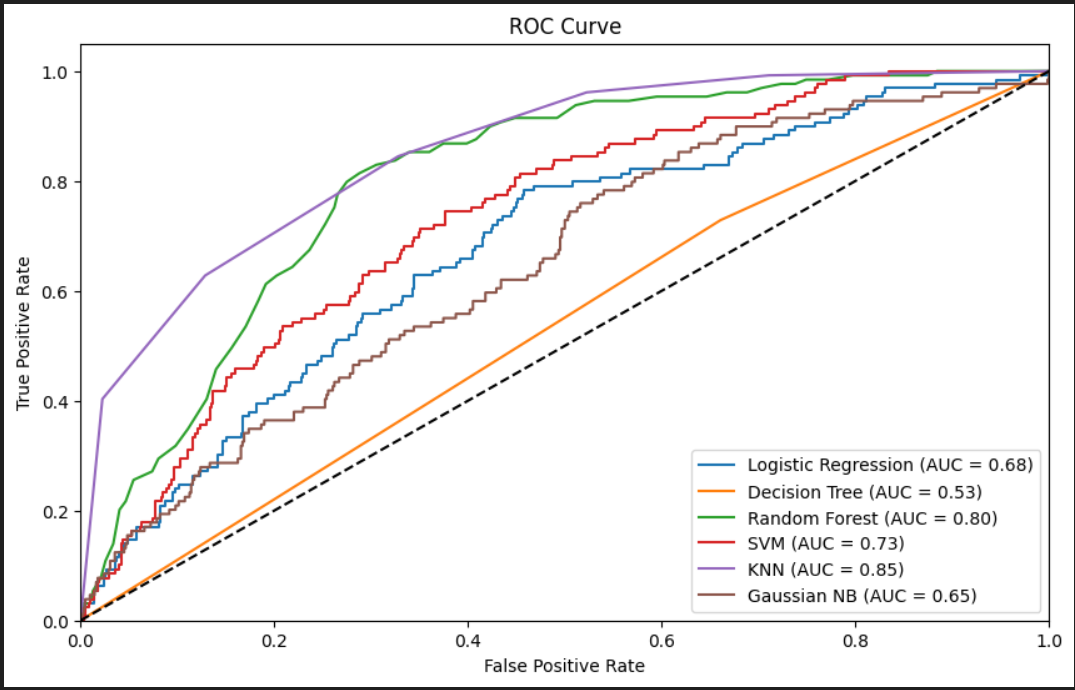 ROC Curve
True Positive Rate
1.0
0.8
0.6
0.4
0.2
0.0
0.0 0.2 0.4 0.6 0.8 1.0
False Positive Rate
Logistic Regression (AUC = 0.68)
Decision Tree (AUC = 0.53)
Random Forest (AUC = 0.80)
SVM (AUC = 0.73)
KNN (AUC = 0.85)
Gaussian NB (AUC = 0.65)